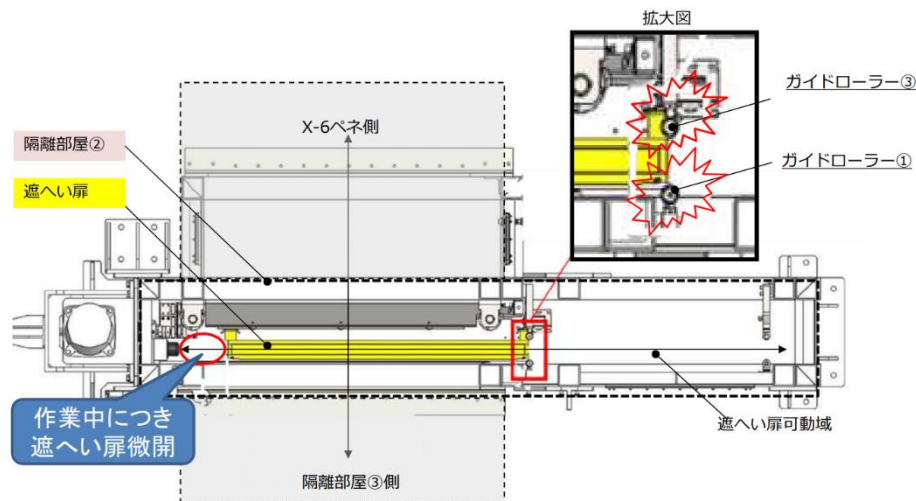 拡大図
ガイドローラー③
X-6ペネ側
隔離部屋②
ガイドローラー①
遮へい扉
作業中につき
遮へい扉微開
遮へい扉可動域
隔離部屋③側